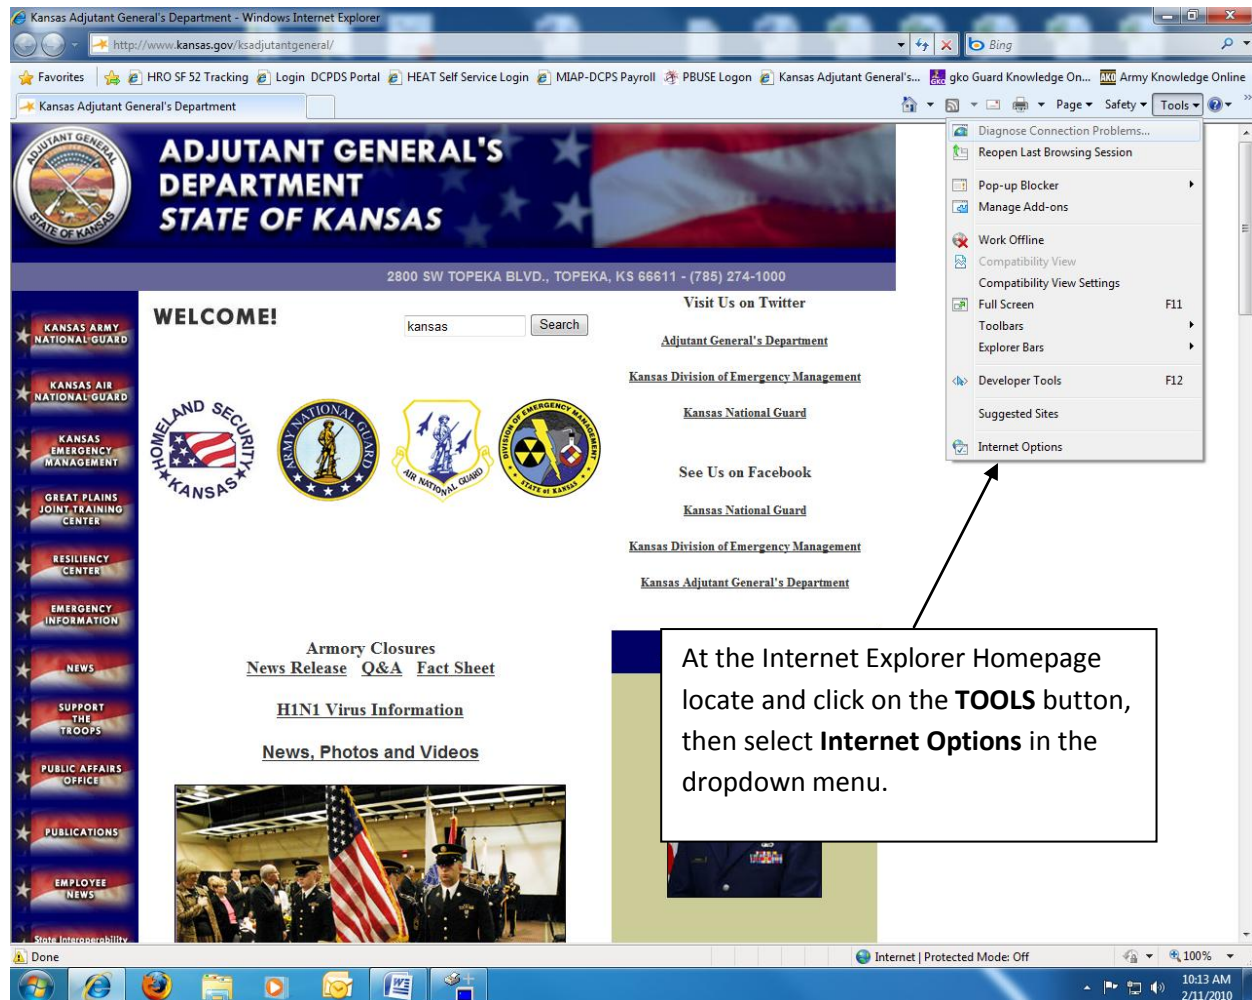 Kansas Adjutant General's Department - Windows Internet Explorer
http://www.kansas.gov/ksadjutantgeneral/
Bing
Favorites
HRO SF 52 Tracking
Login DCPDS Portal
HEAT Self Service Login
MIAP-DCPS Payroll
PBUSE Logon
Kansas Adjutant General's...
gko Guard Knowledge On...
Army Knowledge Online
Kansas Adjutant General's Department
Page
Safety
Tools
Diagnose Connection Problems...
Reopen Last Browsing Session
Pop-up Blocker
Manage Add-ons
Work Offline
Compatibility View
Compatibility View Settings
Full Screen F11
Toolbars
Explorer Bars
Developer Tools F12
Suggested Sites
Internet Options
ADJUTANT GENERAL
STATE OF KANSAS
ADJUTANT GENERAL'S
DEPARTMENT
STATE OF KANSAS
2800 SW TOPEKA BLVD., TOPEKA, KS 66611 - (785) 274-1000
KANSAS ARMY
NATIONAL GUARD
KANSAS AIR
NATIONAL GUARD
KANSAS
EMERGENCY
MANAGEMENT
GREAT PLAINS
JOINT TRAINING
CENTER
RESILIENCY
CENTER
EMERGENCY
INFORMATION
NEWS
SUPPORT
THE
TROOPS
PUBLIC AFFAIRS
OFFICE
PUBLICATIONS
EMPLOYEE
NEWS
State Interoperability
WELCOME!
kansas
Search
HOMELAND SECURITY
KANSAS
ARMY NATIONAL GUARD
AIR NATIONAL GUARD
DIVISION OF EMERGENCY MANAGEMENT
STATE OF KANSAS
Visit Us on Twitter
Adjutant General's Department
Kansas Division of Emergency Management
Kansas National Guard
See Us on Facebook
Kansas National Guard
Kansas Division of Emergency Management
Kansas Adjutant General's Department
Armory Closures
News Release Q&A Fact Sheet
H1N1 Virus Information
News, Photos and Videos
At the Internet Explorer Homepage
locate and click on the TOOLS button,
then select Internet Options in the
dropdown menu.
Done
Internet | Protected Mode: Off
100%
10:13 AM
2/11/2010